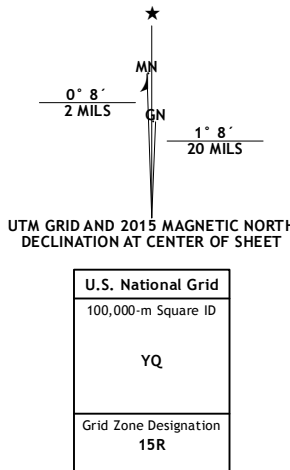 ★
MN
0° 8´
2 MILS
GN
1° 8´
20 MILS
UTM GRID AND 2015 MAGNETIC NORTH
DECLINATION AT CENTER OF SHEET
U.S. National Grid
100,000-m Square ID
YQ
Grid Zone Designation
15R